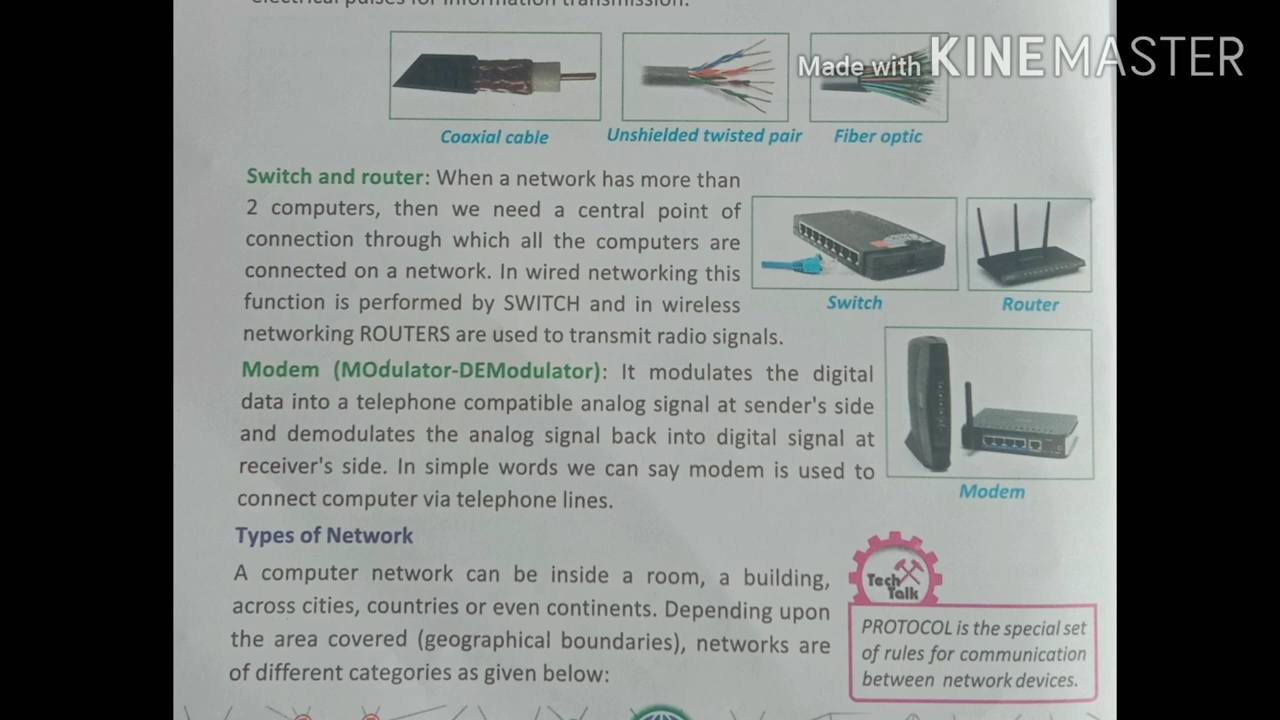 electrical pulses for information transmission.
Made with KINEMASTER
Coaxial cable
Unshielded twisted pair
Fiber optic
Switch and router: When a network has more than
2 computers, then we need a central point of
connection through which all the computers are
connected on a network. In wired networking this
function is performed by SWITCH and in wireless
networking ROUTERS are used to transmit radio signals.
Switch
Router
Modem (MOdulator-DEModulator): It modulates the digital
data into a telephone compatible analog signal at sender's side
and demodulates the analog signal back into digital signal at
receiver's side. In simple words we can say modem is used to
connect computer via telephone lines.
Modem
Types of Network
A computer network can be inside a room, a building,
across cities, countries or even continents. Depending upon
the area covered (geographical boundaries), networks are
of different categories as given below:
Tech
Talk
PROTOCOL is the special set
of rules for communication
between network devices.